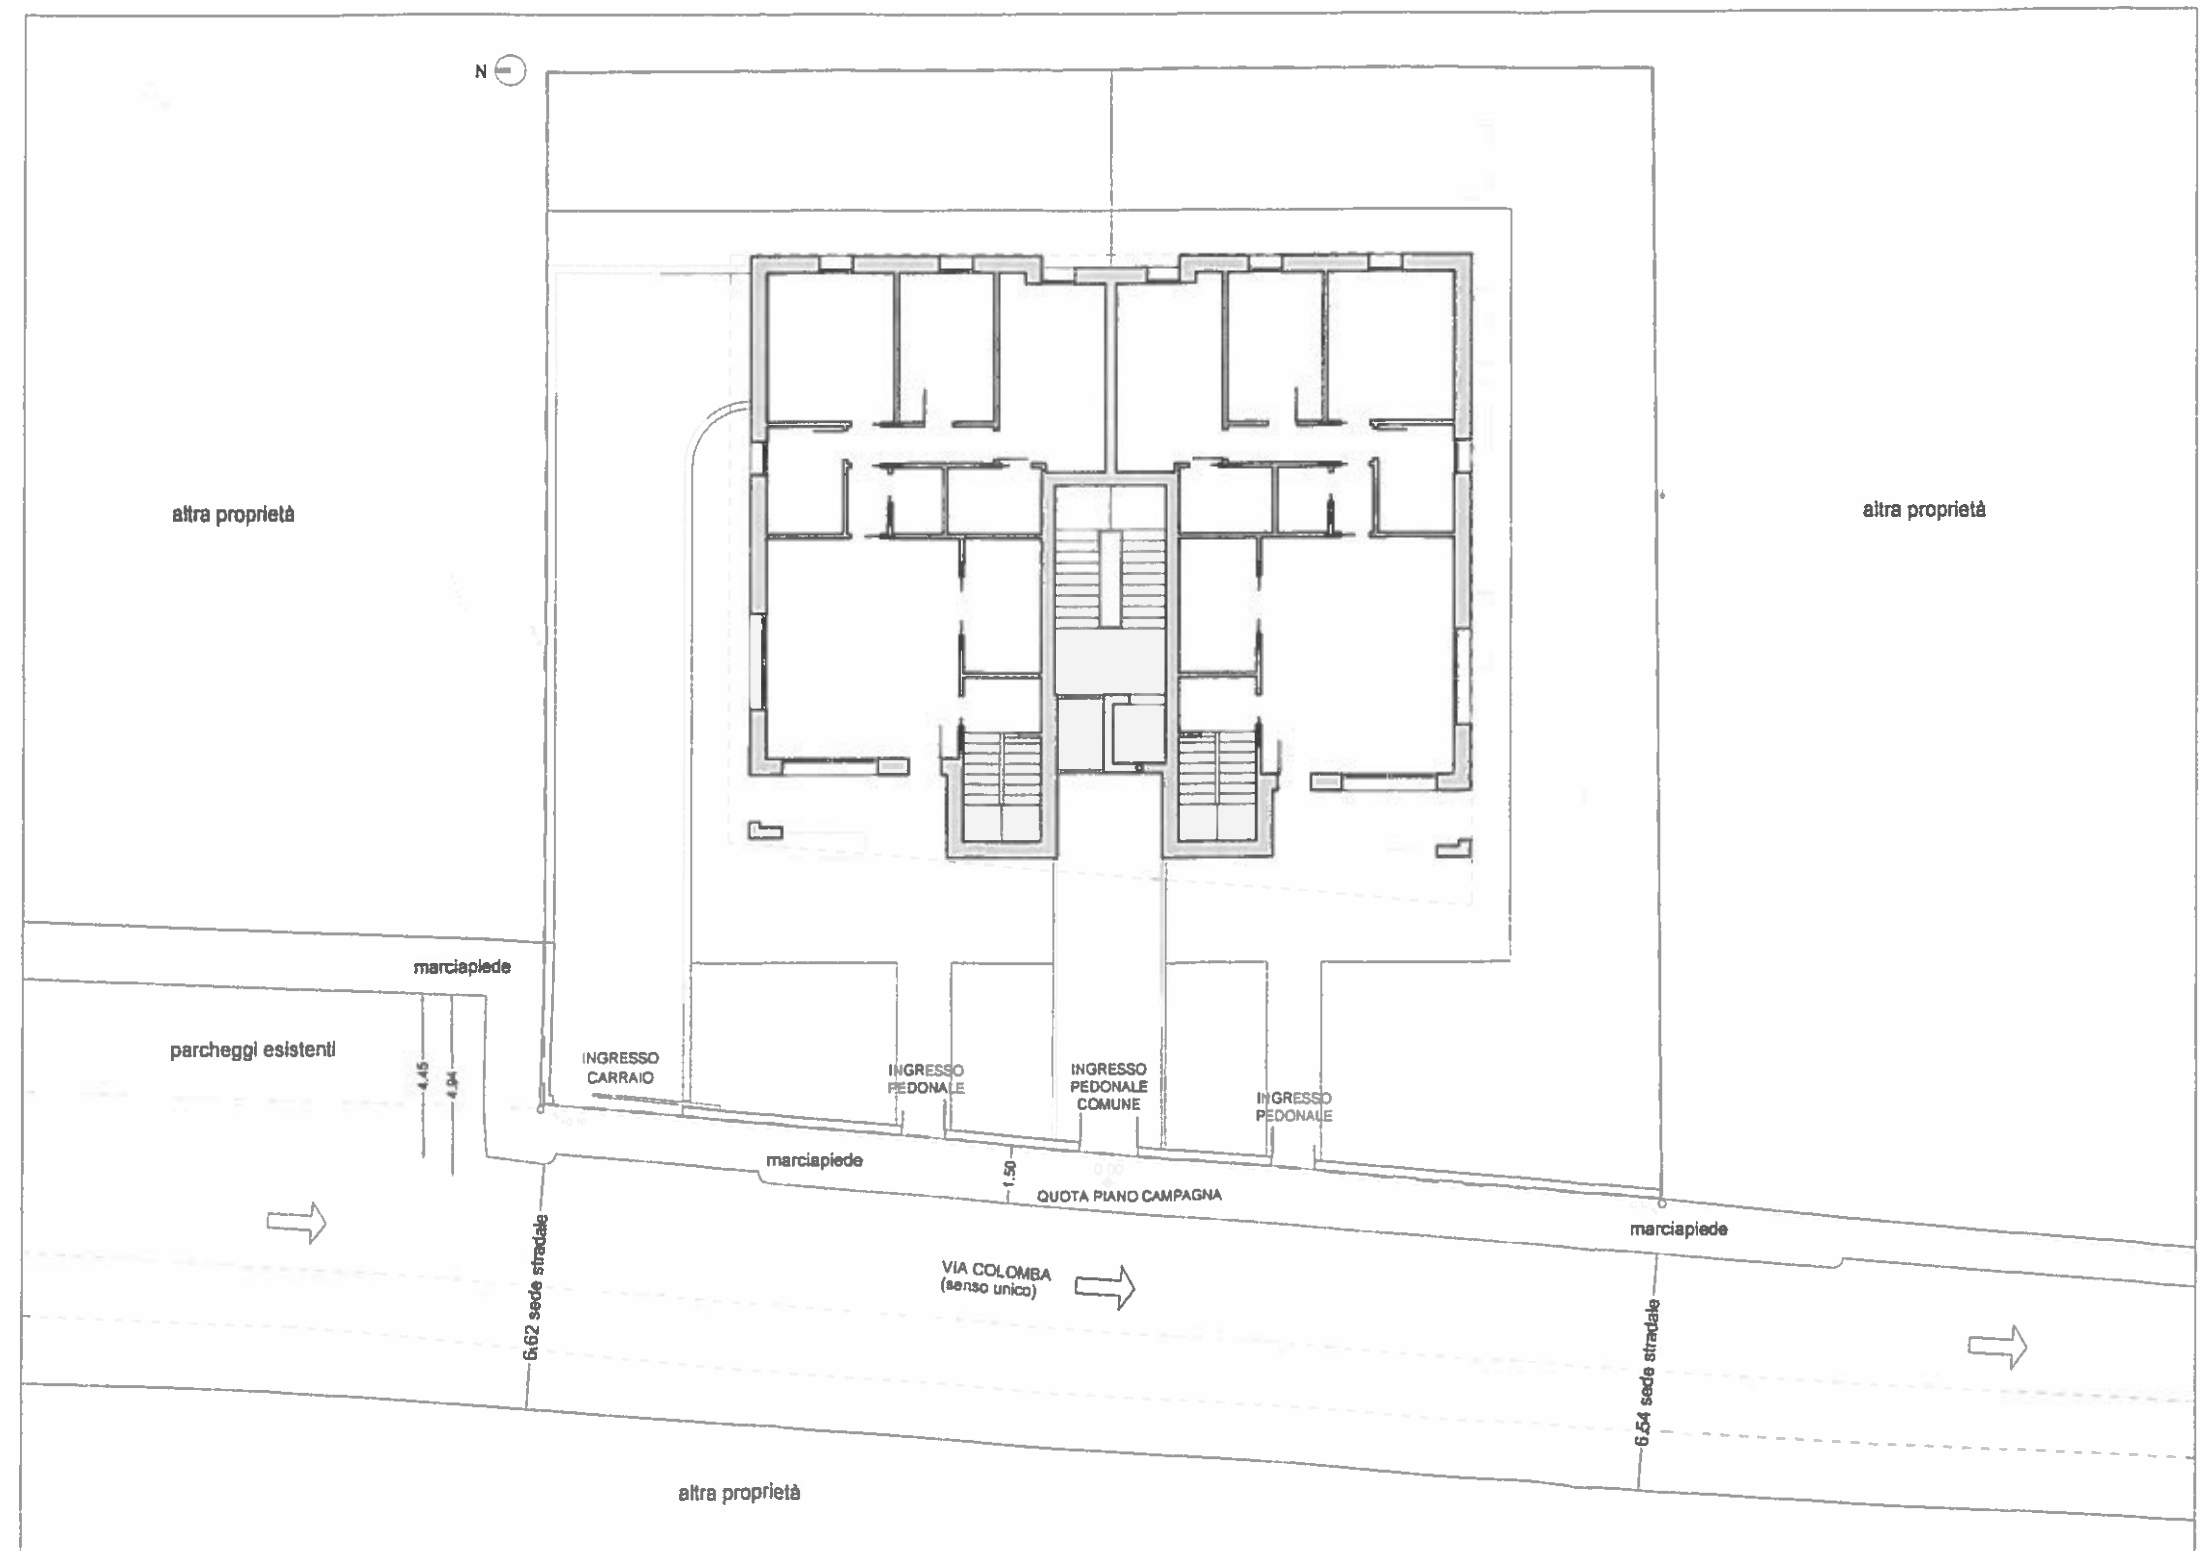 N
altra proprietà
altra proprietà
marciapiede
parcheggi esistenti
4.45
4.94
INGRESSO
CARRAIO
INGRESSO
PEDONALE
INGRESSO
PEDONALE
COMUNE
INGRESSO
PEDONALE
marciapiede
1.50
0.00
QUOTA PIANO CAMPAGNA
marciapiede
6.62 sede stradale
VIA COLOMBA
(senso unico)
6.54 sede stradale
altra proprietà